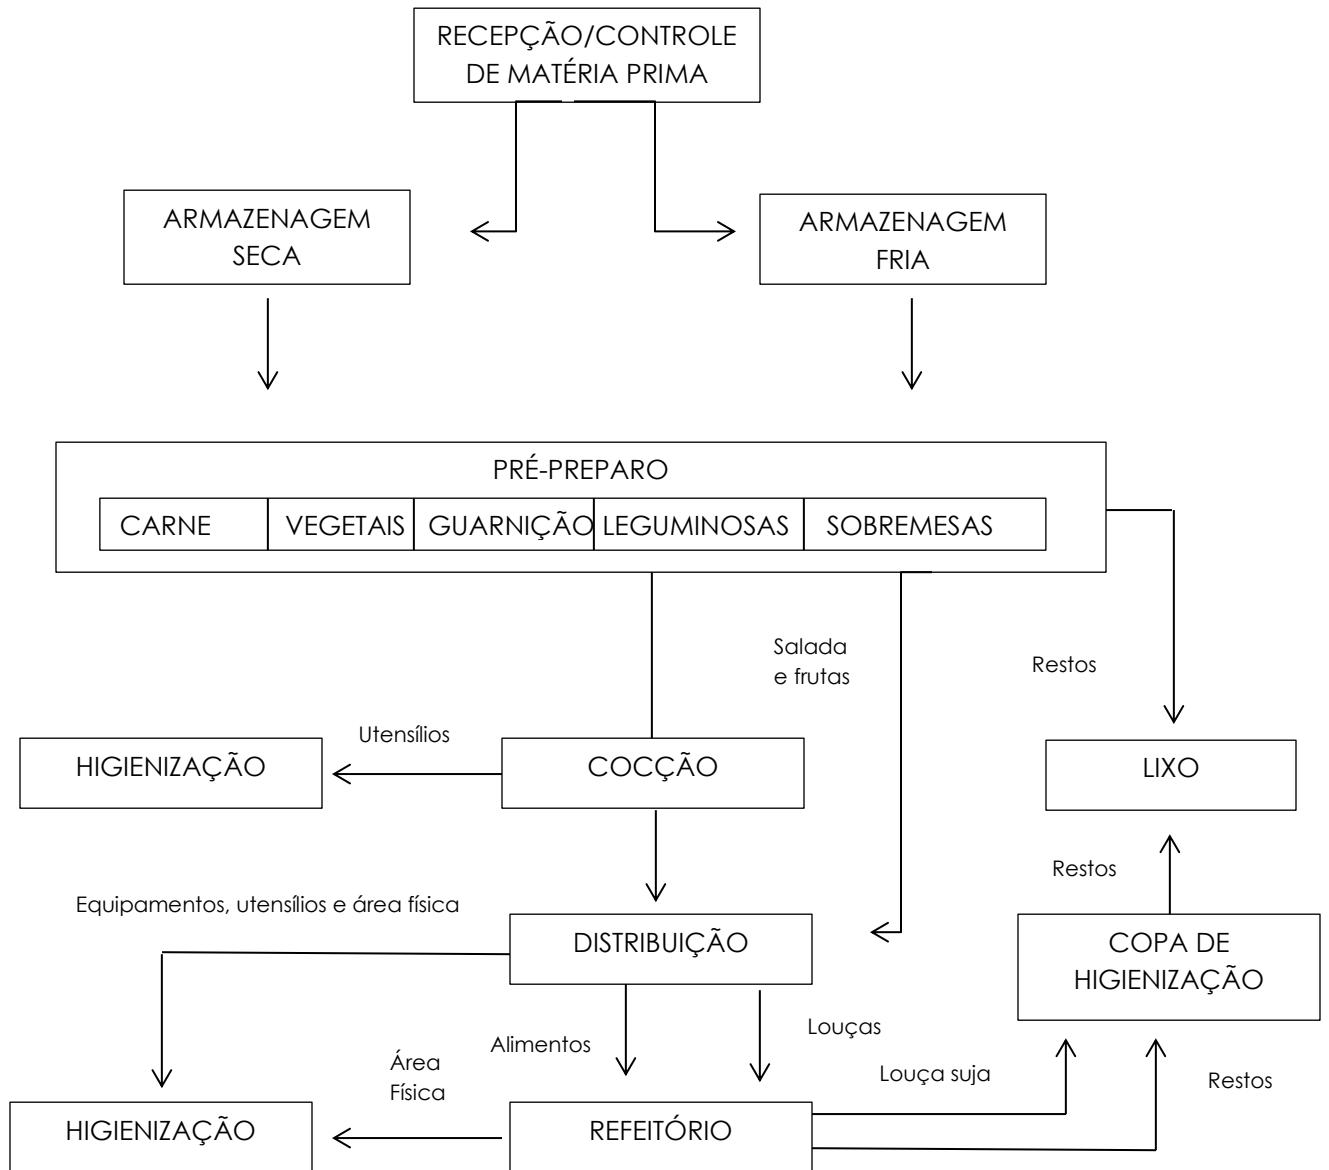 RECEPÇÃO/CONTROLE
DE MATÉRIA PRIMA
ARMAZENAGEM
SECA
ARMAZENAGEM
FRIA
PRÉ-PREPARO
CARNE
VEGETAIS
GUARNIÇÃO
LEGUMINOSAS
SOBREMESAS
Salada
e frutas
Restos
Utensílios
HIGIENIZAÇÃO
COCÇÃO
LIXO
Restos
Equipamentos, utensílios e área física
DISTRIBUIÇÃO
COPA DE
HIGIENIZAÇÃO
Louças
Alimentos
Área
Física
Louça suja
Restos
HIGIENIZAÇÃO
REFEITÓRIO